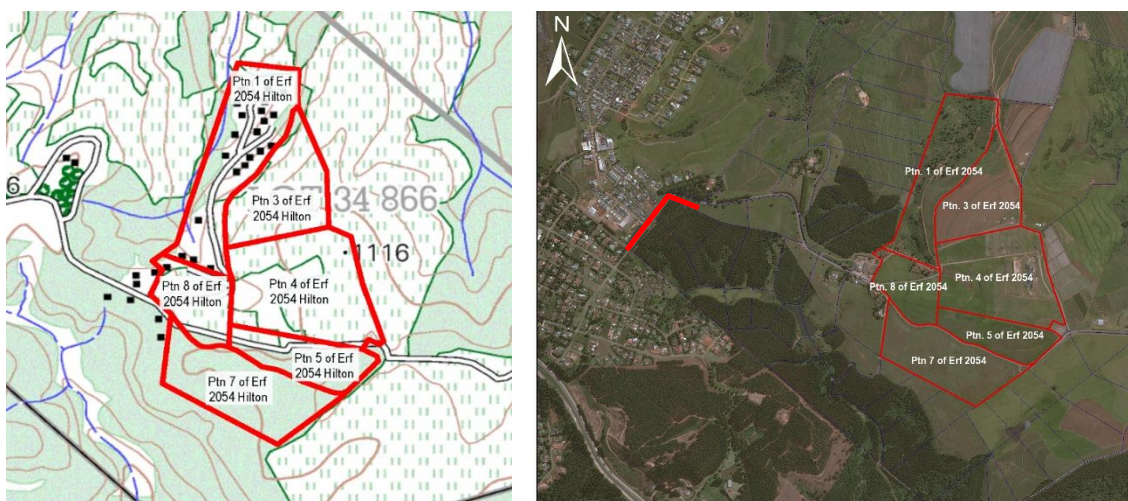 Ptn 1 of Erf
2054 Hilton
34 866
Ptn 3 of Erf
2054 Hilton
1116
6
Ptn 8 of Erf
2054 Hilton
Ptn 4 of Erf
2054 Hilton
Ptn 5 of Erf
2054 Hilton
Ptn 7 of Erf
2054 Hilton
N
Ptn. 1 of Erf 2054
Ptn. 3 of Erf 2054
Ptn. 4 of Erf 2054
Ptn. 8 of Erf 2054
Ptn. 5 of Erf 2054
Ptn 7 of Erf 2054